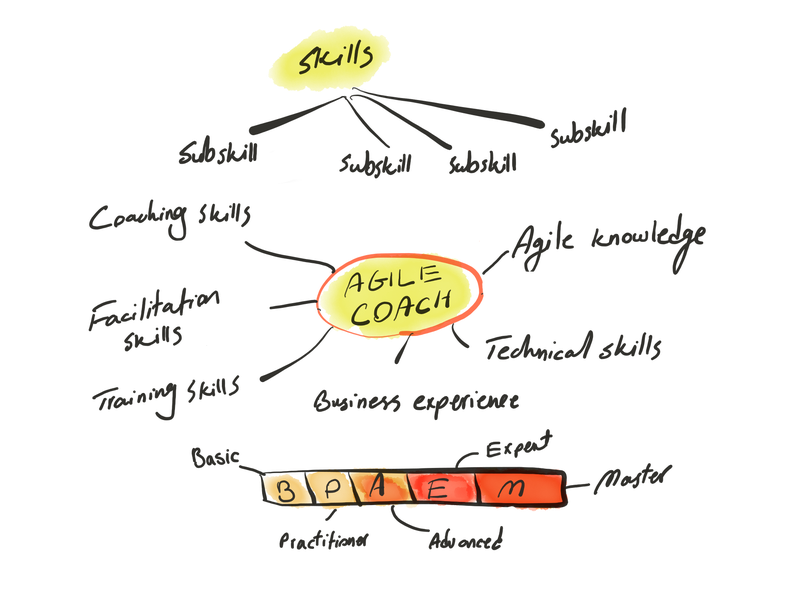 Skills
Subskill
Subskill
Subskill
Subskill
Coaching skills
Agile knowledge
AGILE
COACH
Facilitation
skills
Technical skills
Training skills
Business experience
Basic
Expert
B P A E M
Master
Practitioner
Advanced